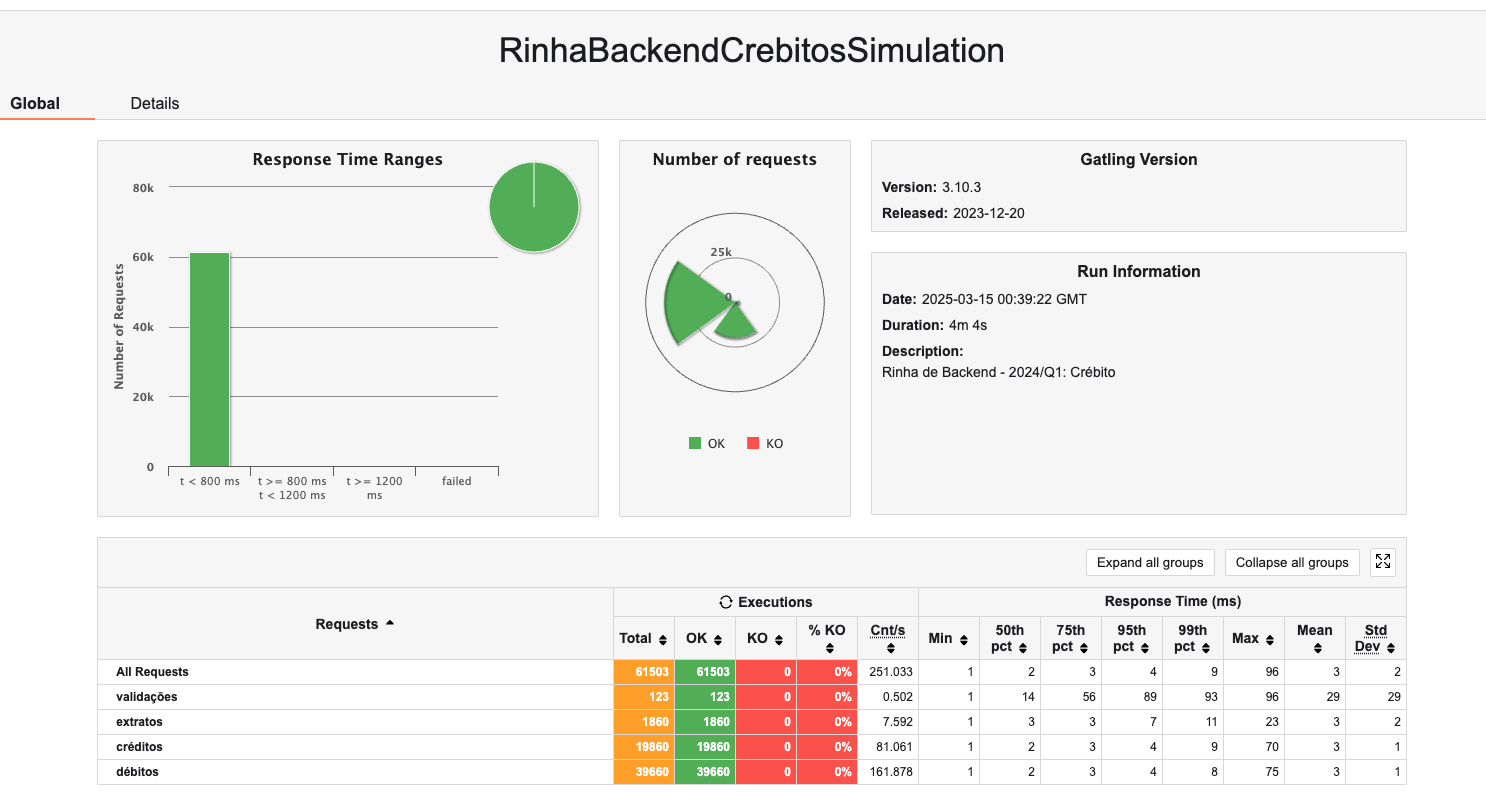 RinhaBackendCrebitosSimulation
Global Details
Response Time Ranges
80k
60k
40k
20k
0
Number of Requests
t < 800 ms
t >= 800 ms
t < 1200 ms
t >= 1200
ms
failed
Number of requests
25k
0
OK KO
Gatling Version
Version: 3.10.3
Released: 2023-12-20
Run Information
Date: 2025-03-15 00:39:22 GMT
Duration: 4m 4s
Description:
Rinha de Backend - 2024/Q1: Crébito
Expand all groups Collapse all groups
Requests Executions Response Time (ms)
Total OK KO % KO Cnt/s Min 50th pct 75th pct 95th pct 99th pct Max Mean Std Dev
All Requests 61503 61503 0 0% 251.033 1 2 3 4 9 96 3 2
validações 123 123 0 0% 0.502 1 14 56 89 93 96 29 29
extratos 1860 1860 0 0% 7.592 1 3 3 7 11 23 3 2
créditos 19860 19860 0 0% 81.061 1 2 3 4 9 70 3 1
débitos 39660 39660 0 0% 161.878 1 2 3 4 8 75 3 1